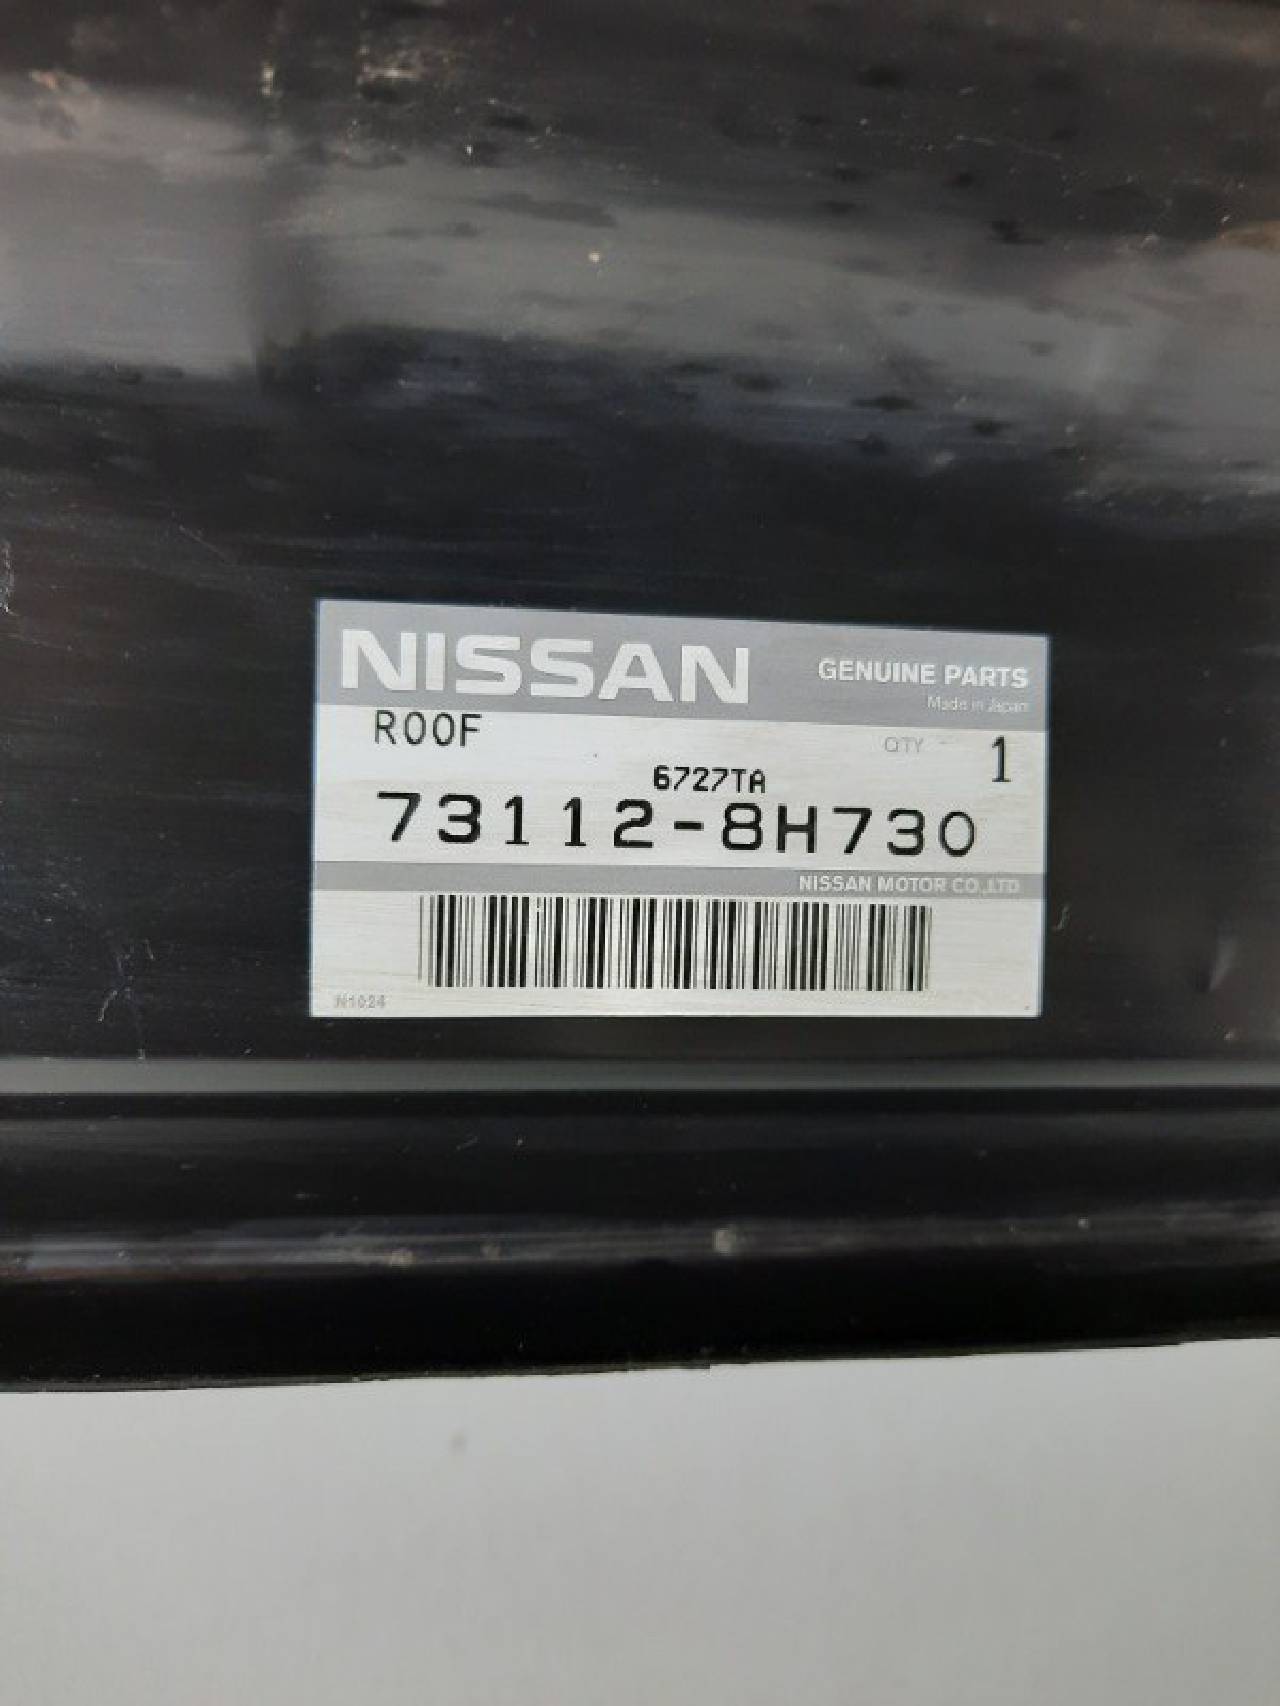 NISSAN
GENUINE PARTS
Made in Japan
ROOF
QTY 1
6727TA
73112-8H730
NISSAN MOTOR CO.,LTD.
N1024